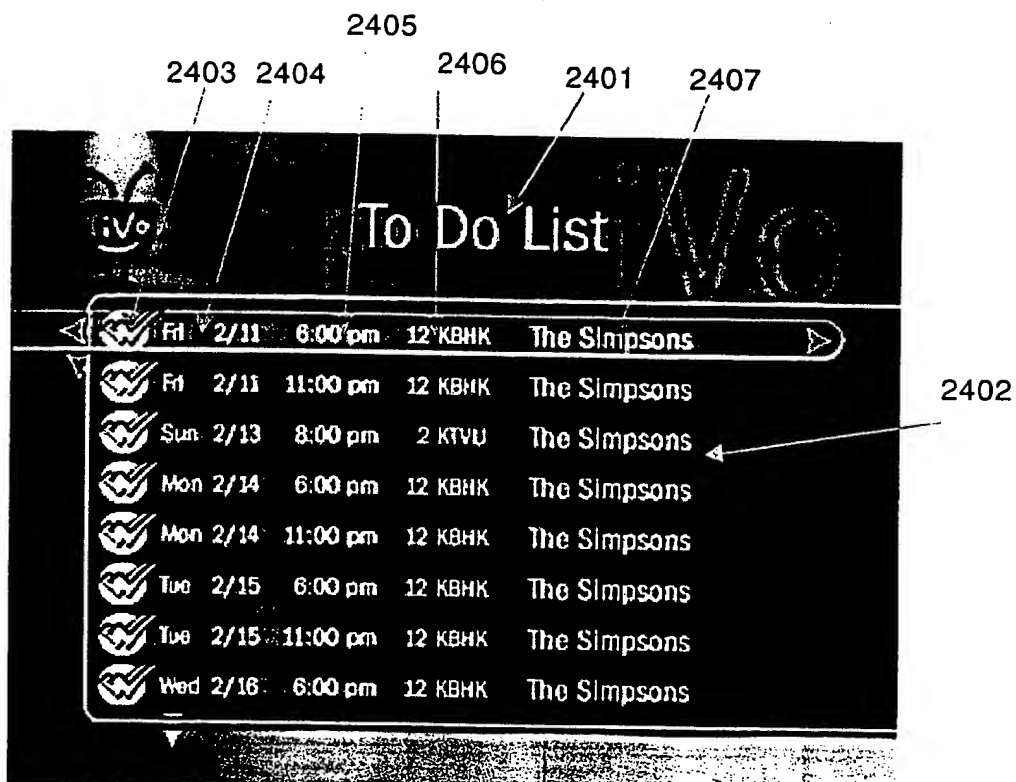 2405
2403 2404 2406 2401 2407
TiVo
To Do List
TiVo
Fri 2/11 6:00 pm 12 KBHK The Simpsons
Fri 2/11 11:00 pm 12 KBHK The Simpsons
2402
Sun 2/13 8:00 pm 2 KTVU The Simpsons
Mon 2/14 6:00 pm 12 KBHK The Simpsons
Mon 2/14 11:00 pm 12 KBHK The Simpsons
Tue 2/15 6:00 pm 12 KBHK The Simpsons
Tue 2/15 11:00 pm 12 KBHK The Simpsons
Wed 2/16 6:00 pm 12 KBHK The Simpsons